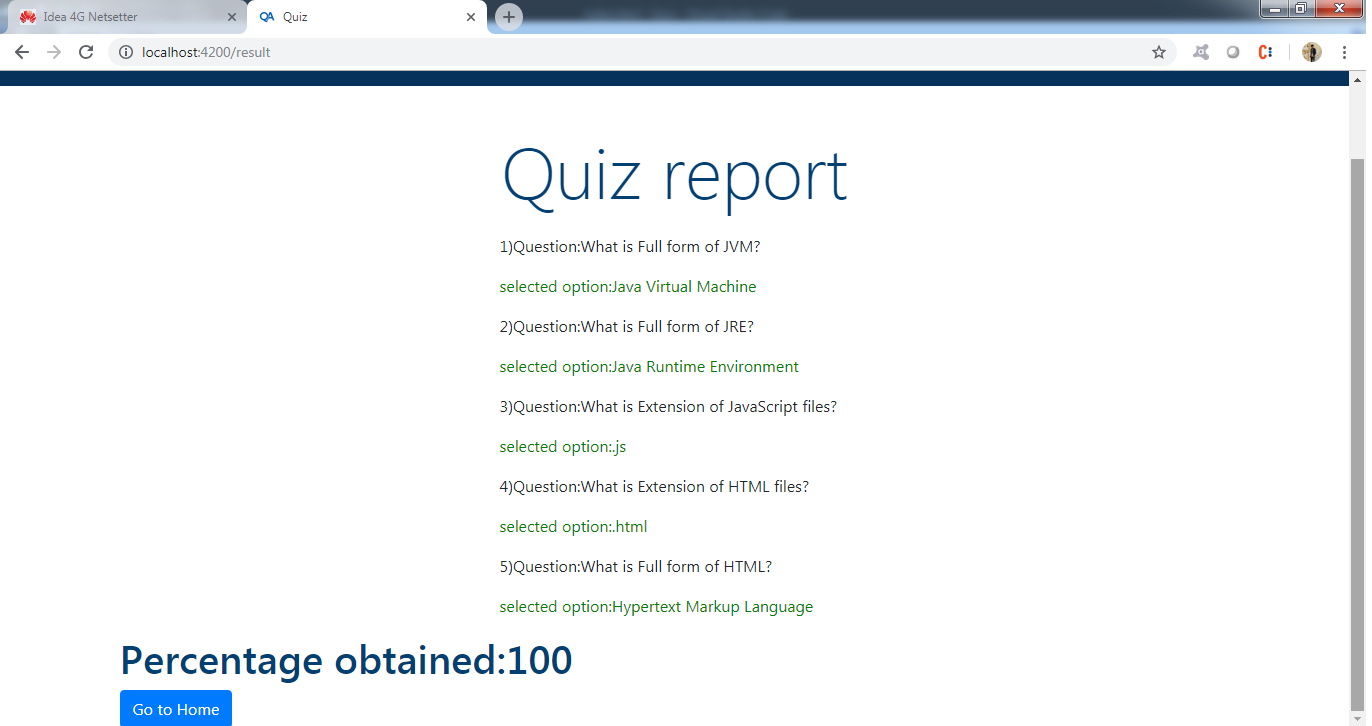 Idea 4G Netsetter
QA Quiz
localhost:4200/result
Quiz report
1)Question:What is Full form of JVM?
selected option:Java Virtual Machine
2)Question:What is Full form of JRE?
selected option:Java Runtime Environment
3)Question:What is Extension of JavaScript files?
selected option:.js
4)Question:What is Extension of HTML files?
selected option:.html
5)Question:What is Full form of HTML?
selected option:Hypertext Markup Language
Percentage obtained:100
Go to Home